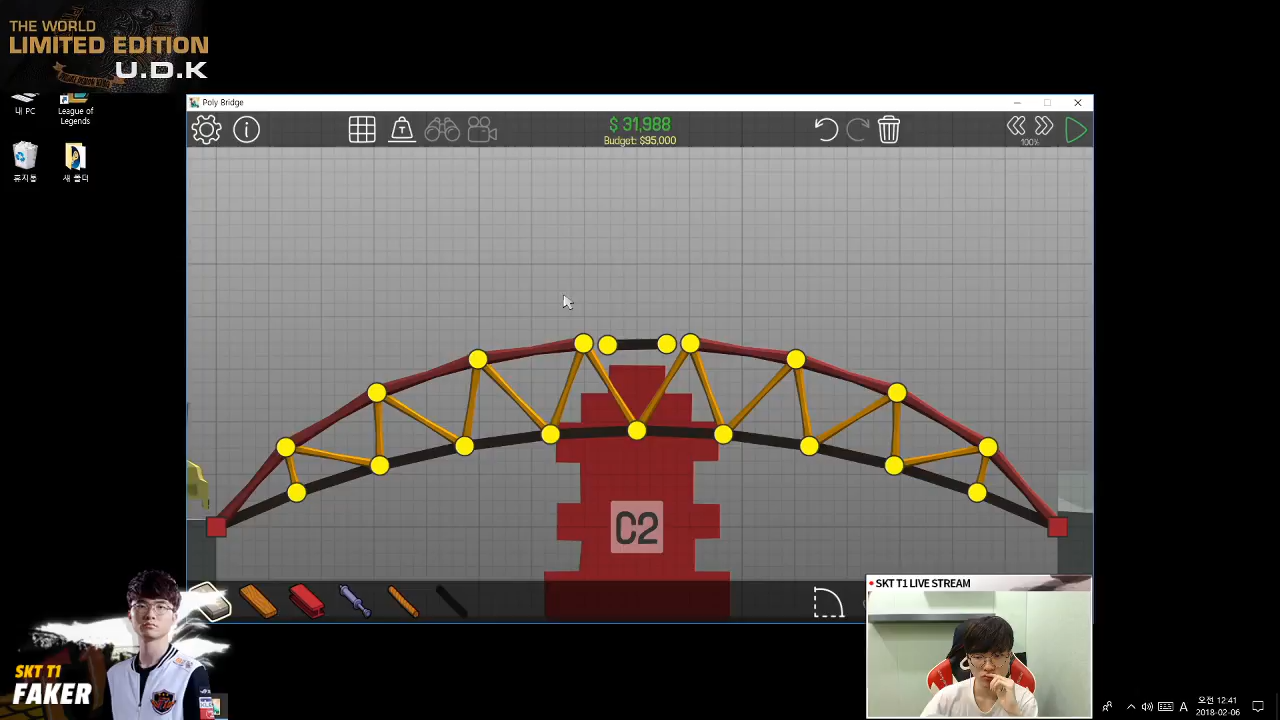 THE WORLD
LIMITED EDITION
U.D.K
내 PC
League of
Legends
휴지통
새 폴더
Poly Bridge
$ 31,988
Budget: $95,000
100%
C2
SKT T1 LIVE STREAM
SKT T1
FAKER
A
오전 12:41
2018-02-06